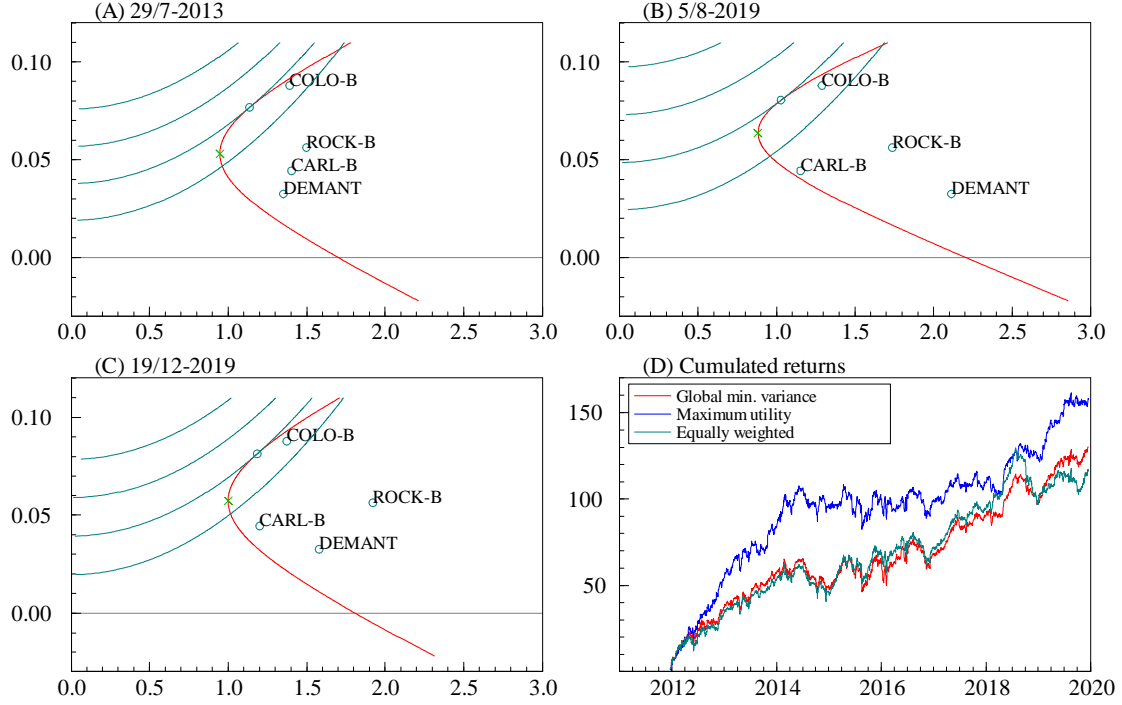 (A) 29/7-2013
0.10
0.05
0.00
COLO-B
ROCK-B
CARL-B
DEMANT
0.0 0.5 1.0 1.5 2.0 2.5 3.0
(B) 5/8-2019
0.10
0.05
0.00
COLO-B
ROCK-B
CARL-B
DEMANT
0.0 0.5 1.0 1.5 2.0 2.5 3.0
(C) 19/12-2019
0.10
0.05
0.00
COLO-B
ROCK-B
CARL-B
DEMANT
0.0 0.5 1.0 1.5 2.0 2.5 3.0
(D) Cumulated returns
Global min. variance
Maximum utility
Equally weighted
150
100
50
2012 2014 2016 2018 2020